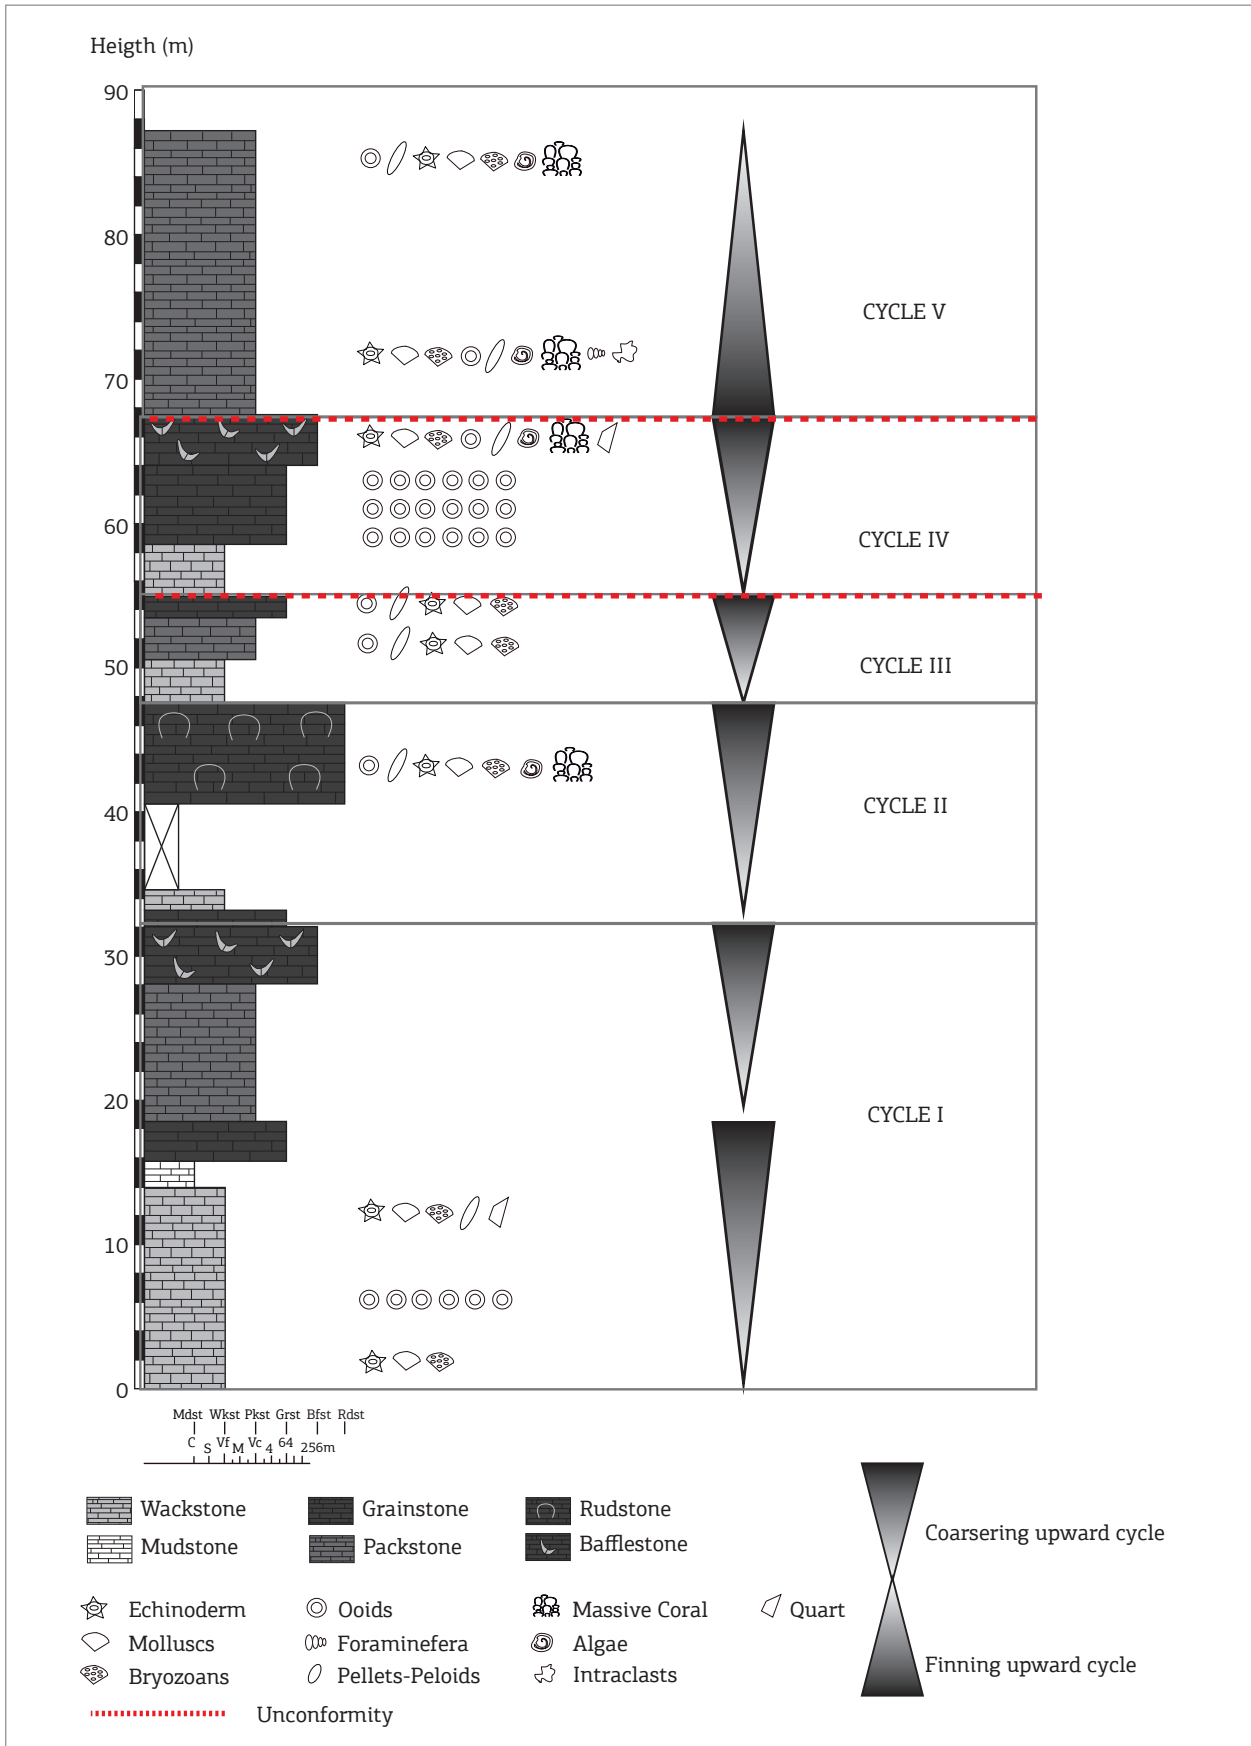 Heigth (m)
90
80
CYCLE V
70
60
CYCLE IV
50
CYCLE III
40
CYCLE II
30
20
CYCLE I
10
0
Mdst Wkst Pkst Grst Bfst Rdst
C S Vf M Vc 4 64 256m
Wackstone Grainstone Rudstone
Mudstone Packstone Bafflestone
Coarsering upward cycle
Echinoderm Ooids Massive Coral Quart
Molluscs Foraminefera Algae
Bryozoans Pellets-Peloids Intraclasts
Finning upward cycle
Unconformity